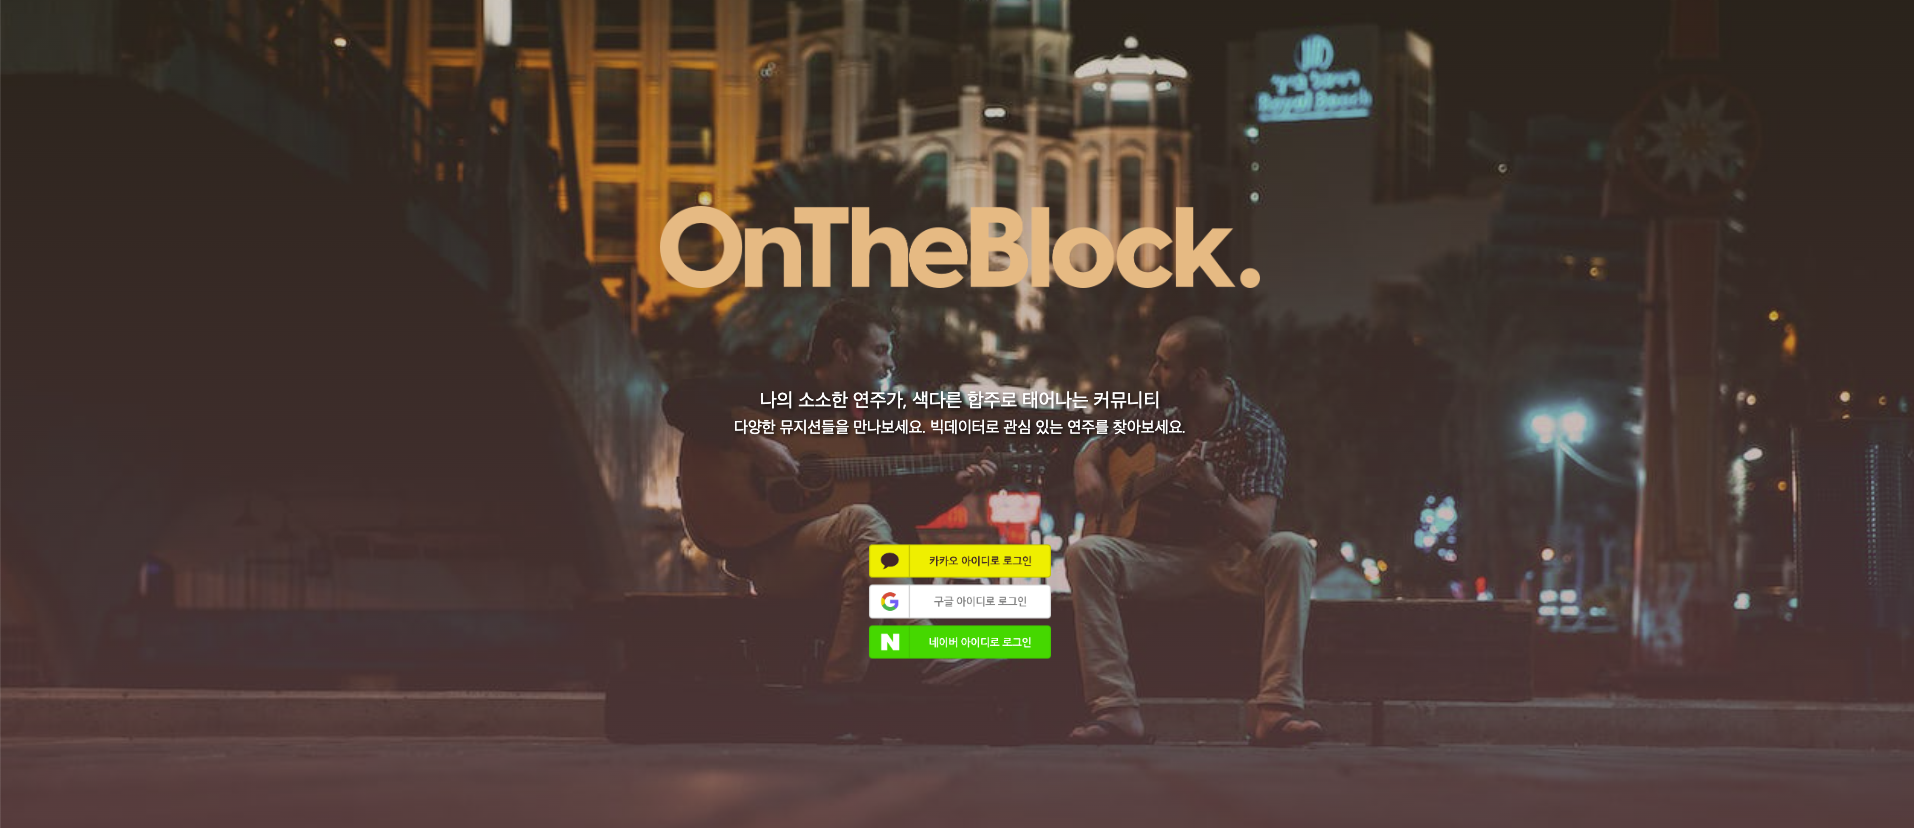 רויאל ביץ'
Royal Beach
OnTheBlock.
나의 소소한 연주가, 색다른 합주로 태어나는 커뮤니티
다양한 뮤지션들을 만나보세요. 빅데이터로 관심 있는 연주를 찾아보세요.
카카오 아이디로 로그인
구글 아이디로 로그인
네이버 아이디로 로그인